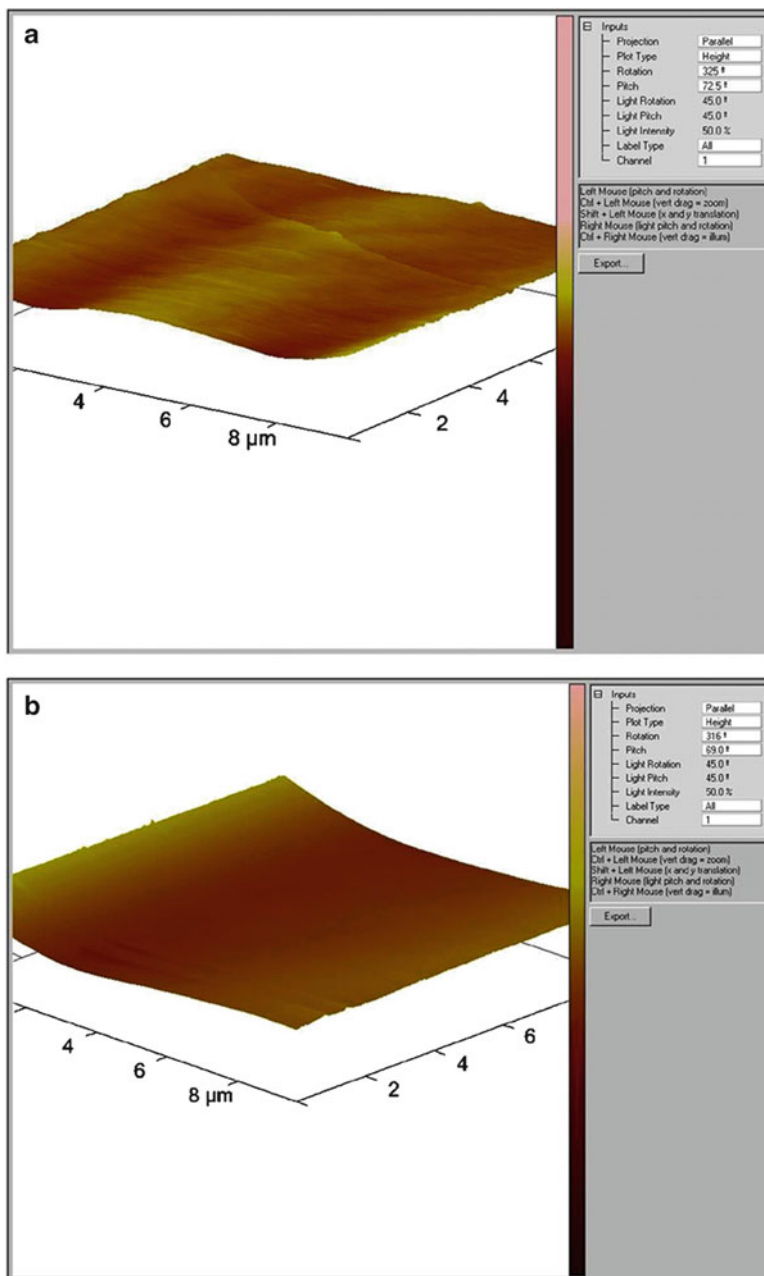 a
Inputs
Projection Parallel
Plot Type Height
Rotation 325 °
Pitch 72.5 °
Light Rotation 45.0 °
Light Pitch 45.0 °
Light Intensity 50.0 %
Label Type All
Channel 1
Left Mouse (pitch and rotation)
Ctrl + Left Mouse (vert drag = zoom)
Shift + Left Mouse (x and y translation)
Right Mouse (light pitch and rotation)
Ctrl + Right Mouse (vert drag = illum)
Export...
4 6 8 µm
2 4
b
Inputs
Projection Parallel
Plot Type Height
Rotation 316 °
Pitch 69.0 °
Light Rotation 45.0 °
Light Pitch 45.0 °
Light Intensity 50.0 %
Label Type All
Channel 1
Left Mouse (pitch and rotation)
Ctrl + Left Mouse (vert drag = zoom)
Shift + Left Mouse (x and y translation)
Right Mouse (light pitch and rotation)
Ctrl + Right Mouse (vert drag = illum)
Export...
4 6 8 µm
2 4 6